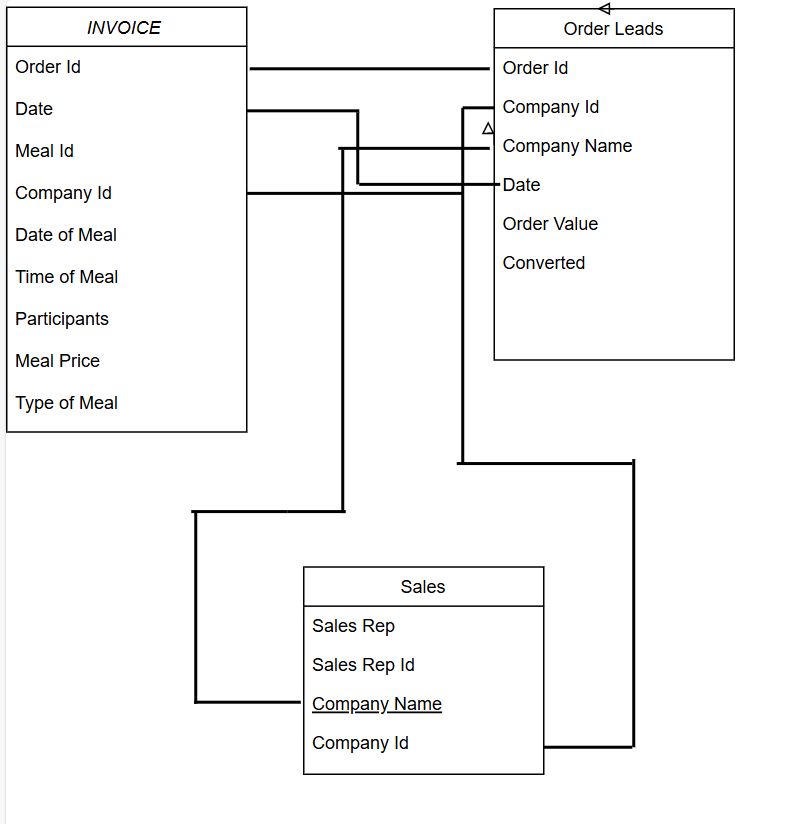 INVOICE
Order Id
Date
Meal Id
Company Id
Date of Meal
Time of Meal
Participants
Meal Price
Type of Meal
Order Leads
Order Id
Company Id
Company Name
Date
Order Value
Converted
Sales
Sales Rep
Sales Rep Id
Company Name
Company Id